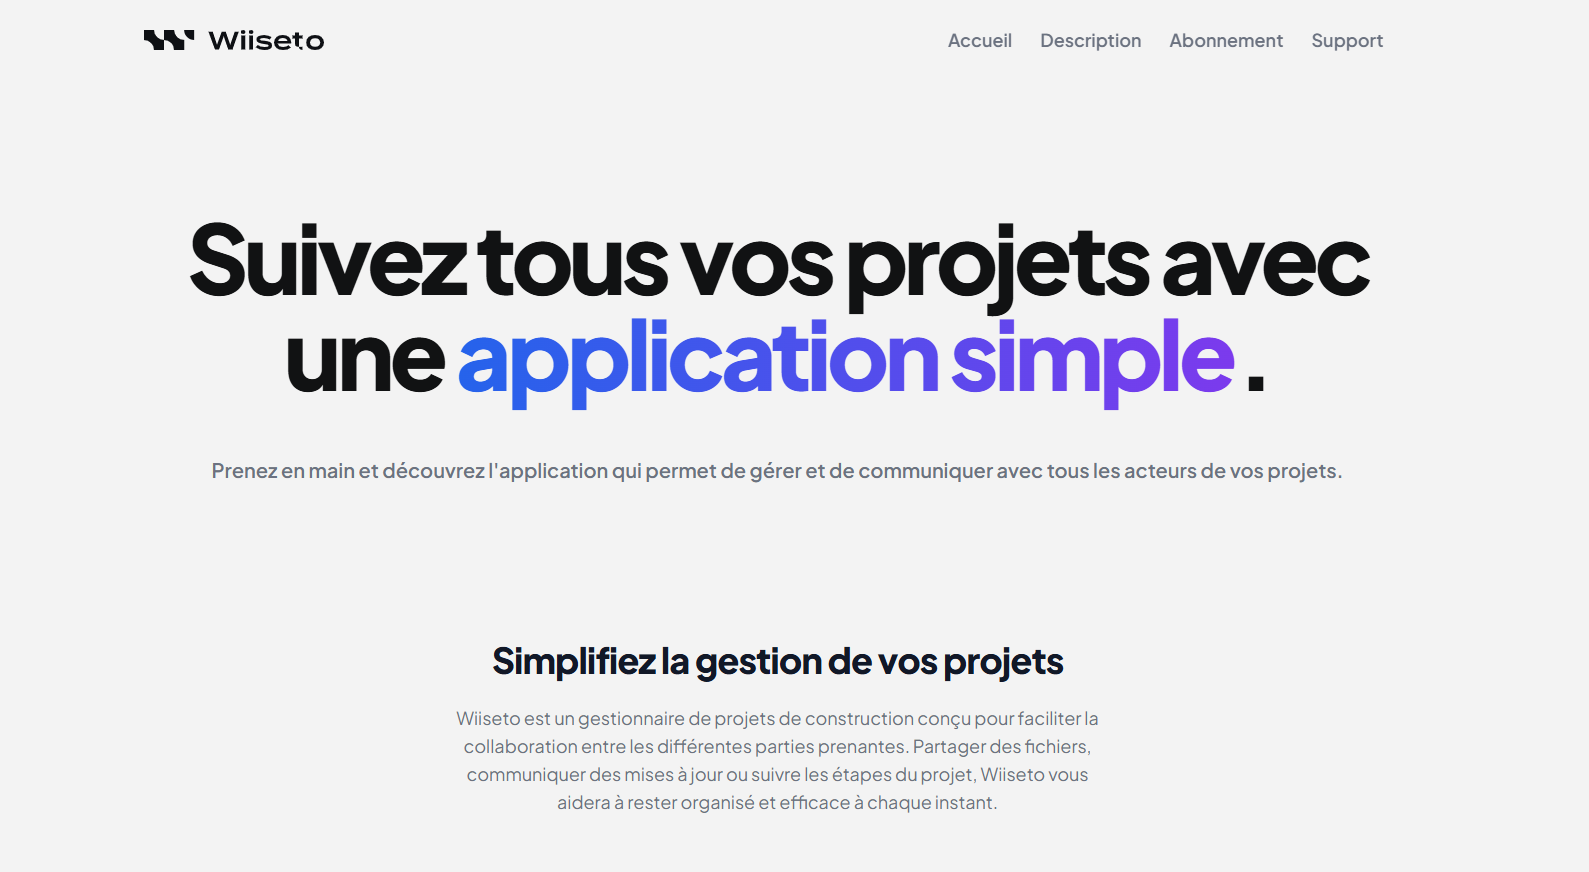 Wiiseto
Accueil Description Abonnement Support
Suivez tous vos projets avec
une application simple .
Prenez en main et découvrez l'application qui permet de gérer et de communiquer avec tous les acteurs de vos projets.
Simplifiez la gestion de vos projets
Wiiseto est un gestionnaire de projets de construction conçu pour faciliter la
collaboration entre les différentes parties prenantes. Partager des fichiers,
communiquer des mises à jour ou suivre les étapes du projet, Wiiseto vous
aidera à rester organisé et efficace à chaque instant.